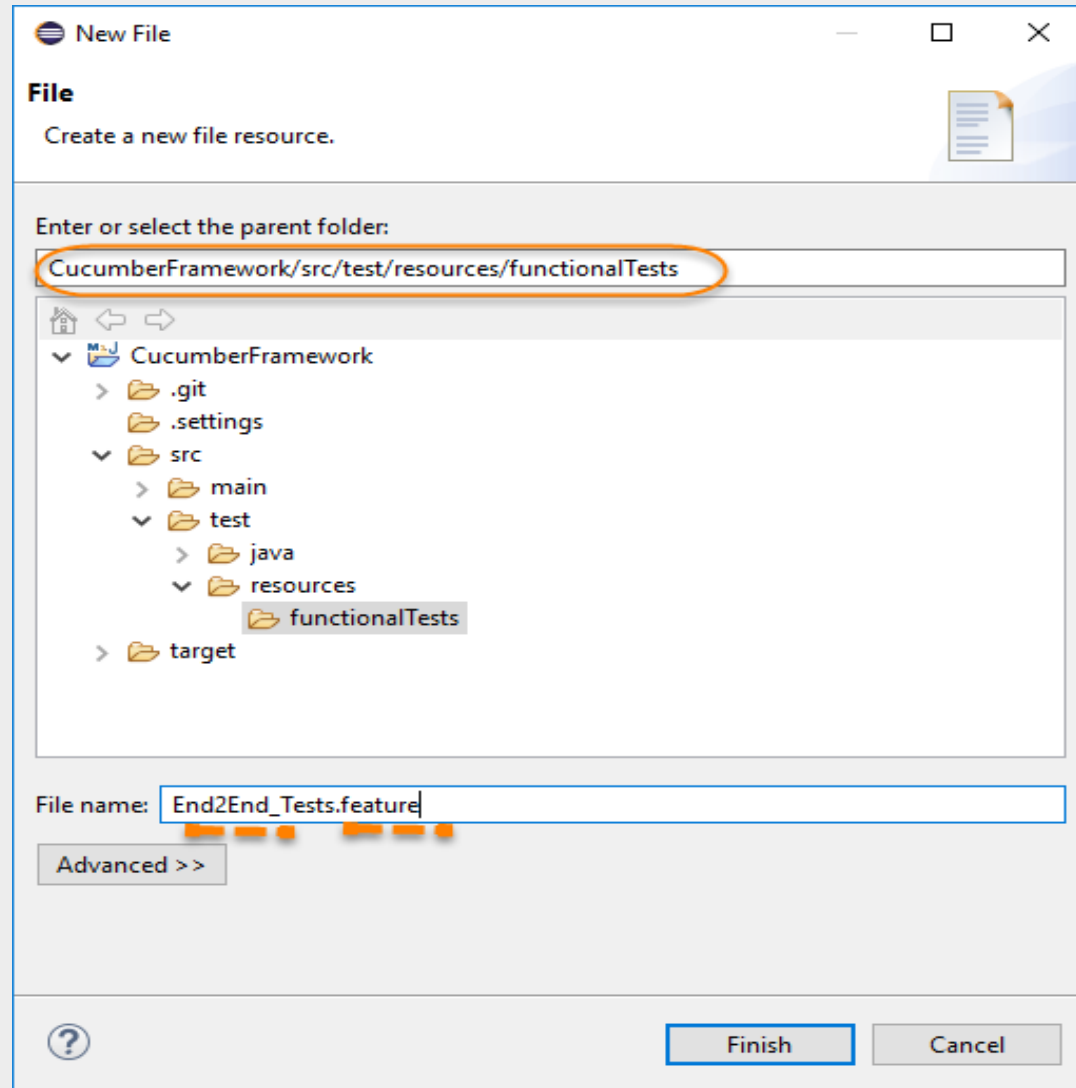 New File
File
Create a new file resource.
Enter or select the parent folder:
CucumberFramework/src/test/resources/functionalTests
CucumberFramework
.git
.settings
src
main
test
java
resources
functionalTests
target
File name: End2End_Tests.feature
Advanced >>
? Finish Cancel